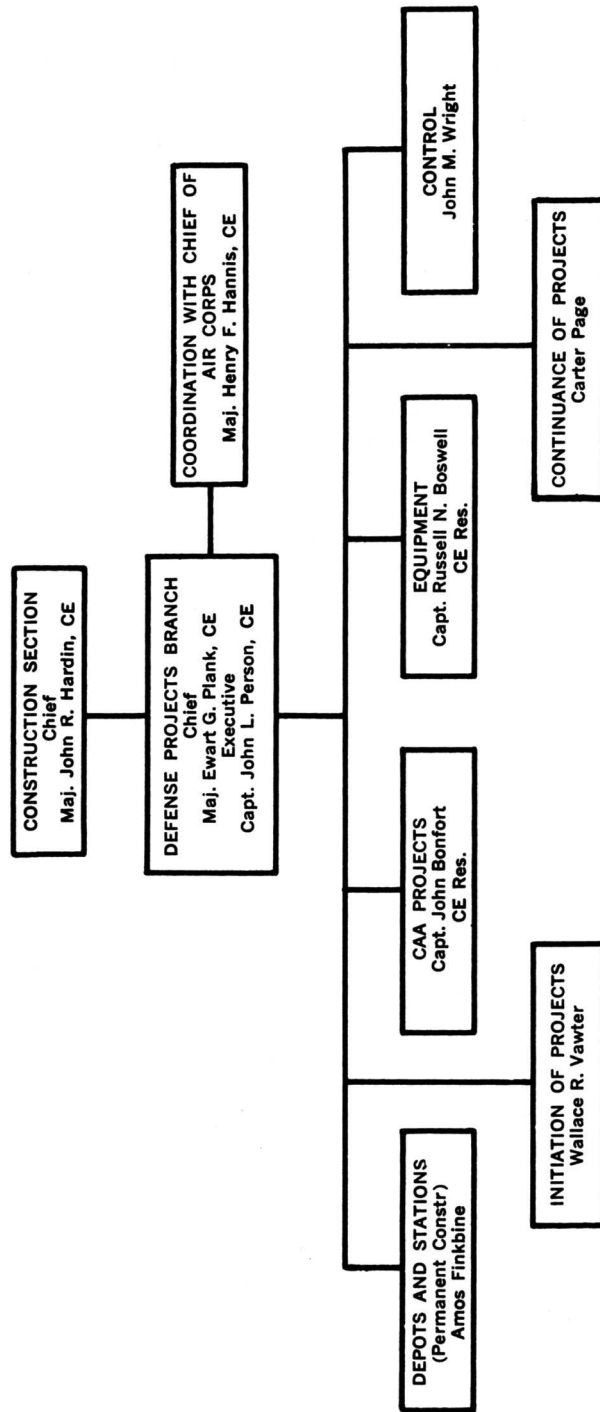 CONSTRUCTION SECTION
Chief
Maj. John R. Hardin, CE
DEFENSE PROJECTS BRANCH
Chief
Maj. Ewart G. Plank, CE
Executive
Capt. John L. Person, CE
COORDINATION WITH CHIEF OF
AIR CORPS
Maj. Henry F. Hannis, CE
DEPOTS AND STATIONS
(Permanent Constr)
Amos Finkbine
CAA PROJECTS
Capt. John Bonfort
CE Res.
EQUIPMENT
Capt. Russell N. Boswell
CE Res.
CONTROL
John M. Wright
INITIATION OF PROJECTS
Wallace R. Vawter
CONTINUANCE OF PROJECTS
Carter Page